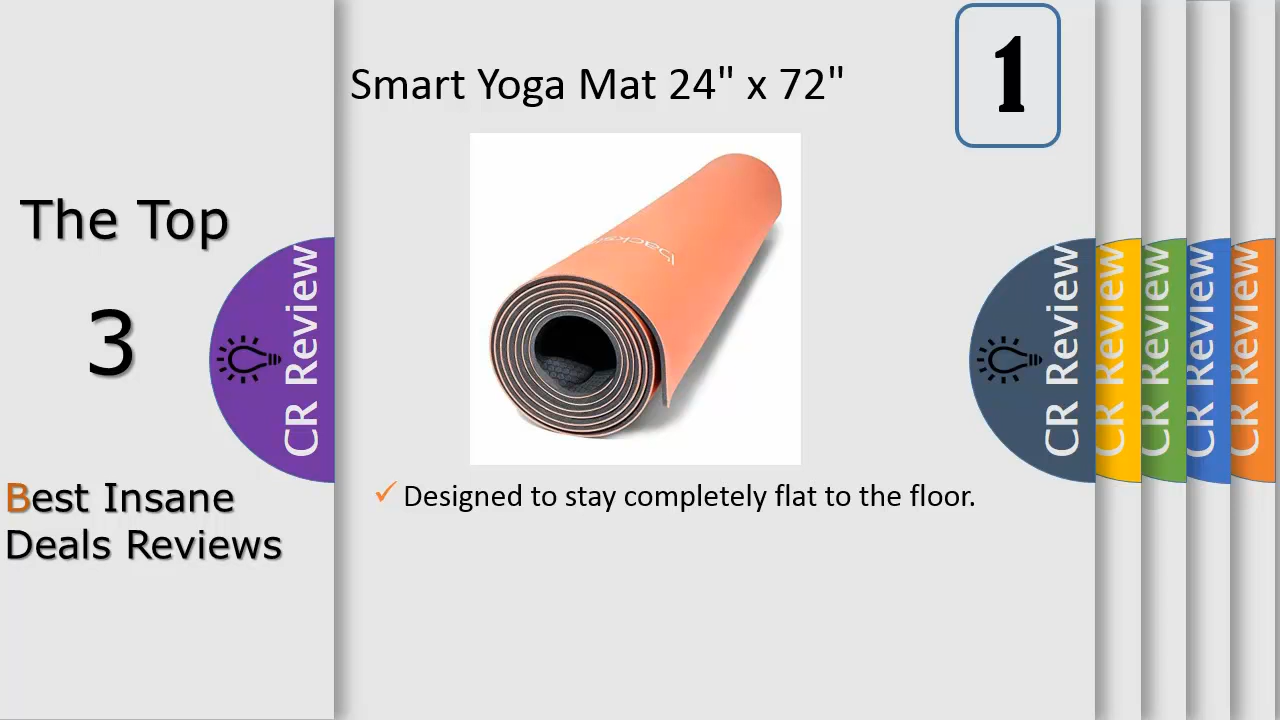 Smart Yoga Mat 24" x 72"
1
The Top
3
Best Insane
Deals Reviews
CR Review
Designed to stay completely flat to the floor.
CR Review
CR Review
CR Review
CR Review
CR Review